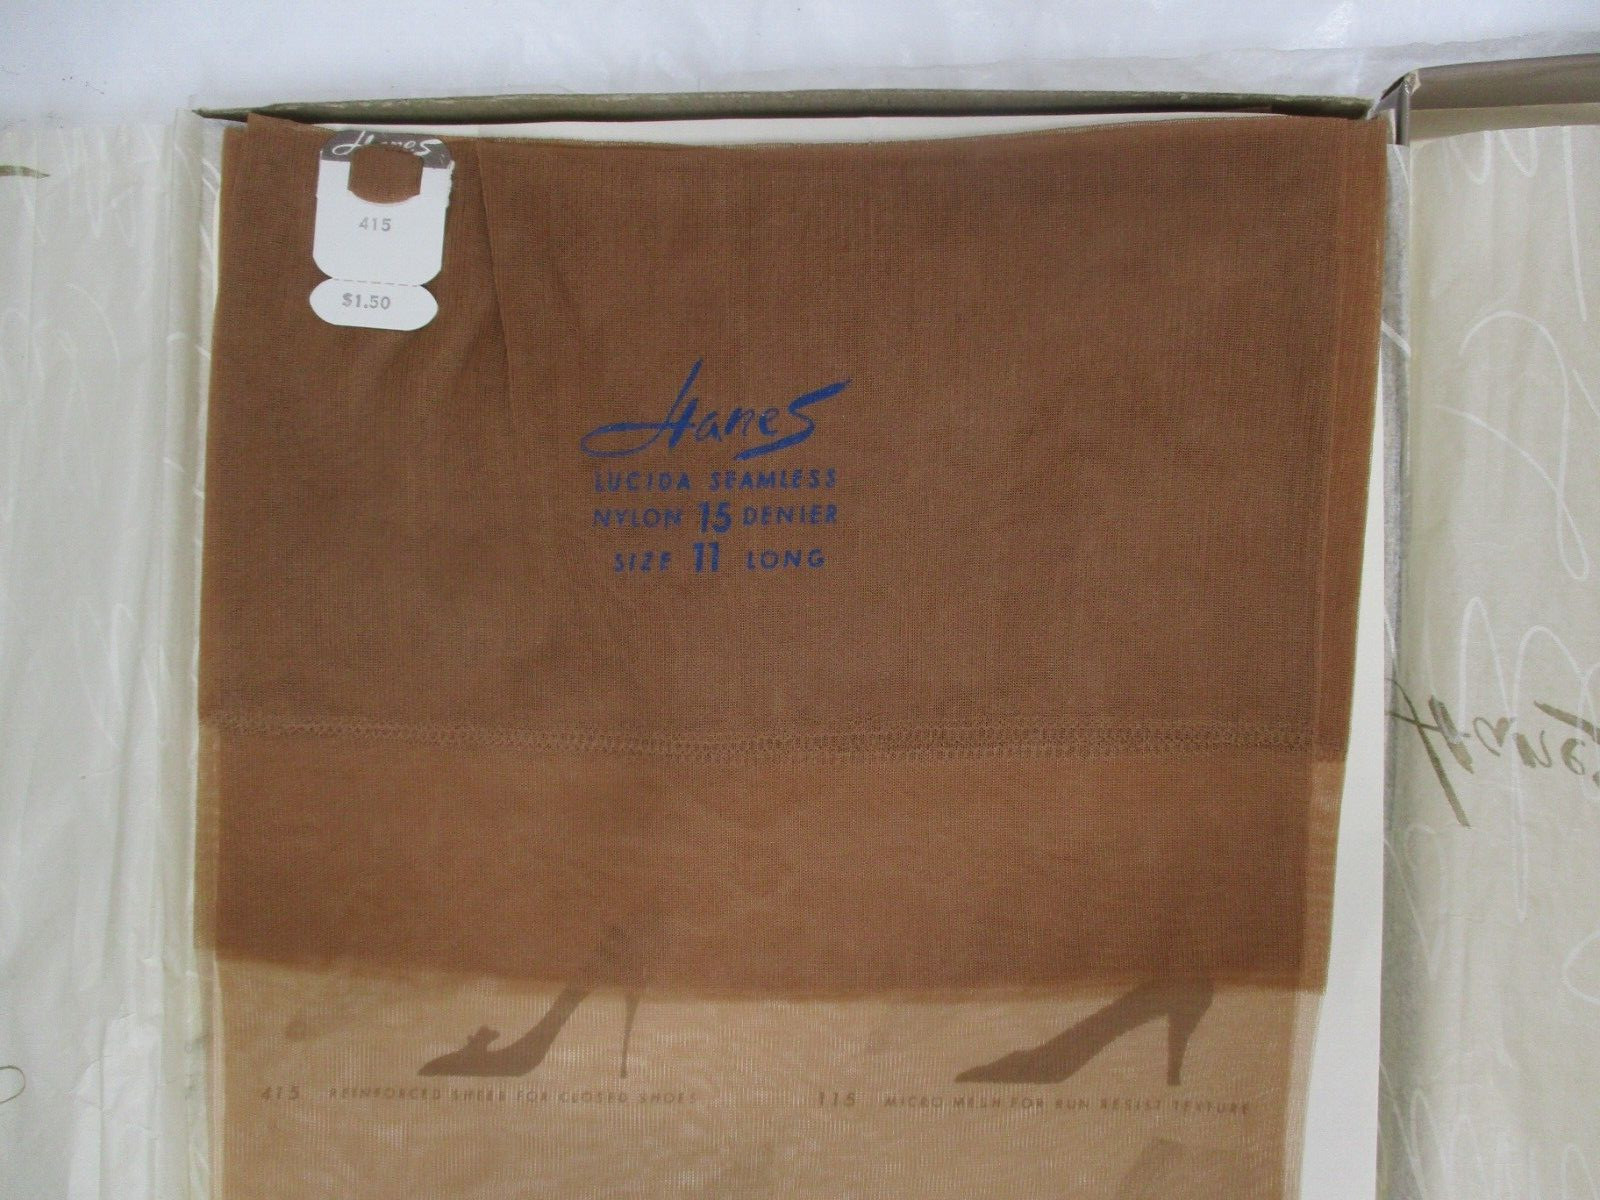 Hanes
415
$1.50
Hanes
LUCIDA SEAMLESS
NYLON 15 DENIER
SIZE 11 LONG
Hanes
415 REINFORCED SHEER FOR CLOSED SHOES
115 MICRO MESH FOR RUN RESIST TEXTURE